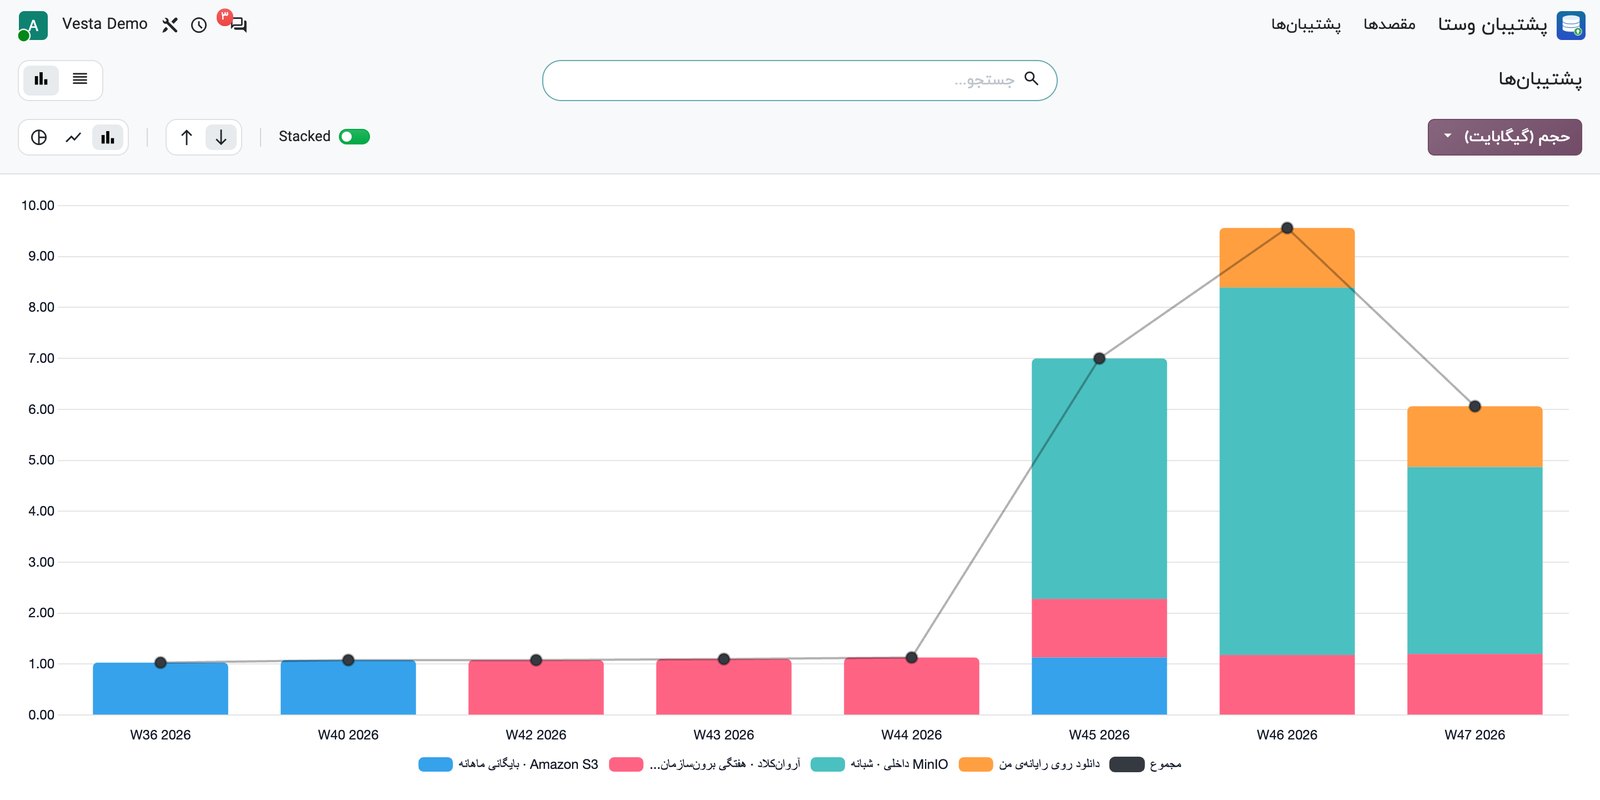 پشتیبان وستا
مقصدها
پشتیبان‌ها
۳
Vesta Demo
A
پشتیبان‌ها
جستجو...
حجم (گیگابایت)
Stacked
10.00
9.00
8.00
7.00
6.00
5.00
4.00
3.00
2.00
1.00
0.00
W36 2026
W40 2026
W42 2026
W43 2026
W44 2026
W45 2026
W46 2026
W47 2026
Amazon S3 · بایگانی ماهانه
آروان‌کلاد · هفتگی برون‌سازمان...
MinIO داخلی · شبانه
دانلود روی رایانه‌ی من
مجموع